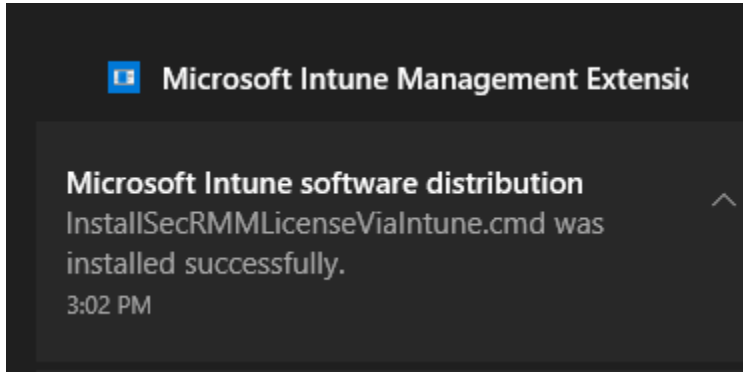 Microsoft Intune Management Extensi
Microsoft Intune software distribution
InstallSecRMMLicenseViaIntune.cmd was
installed successfully.
3:02 PM